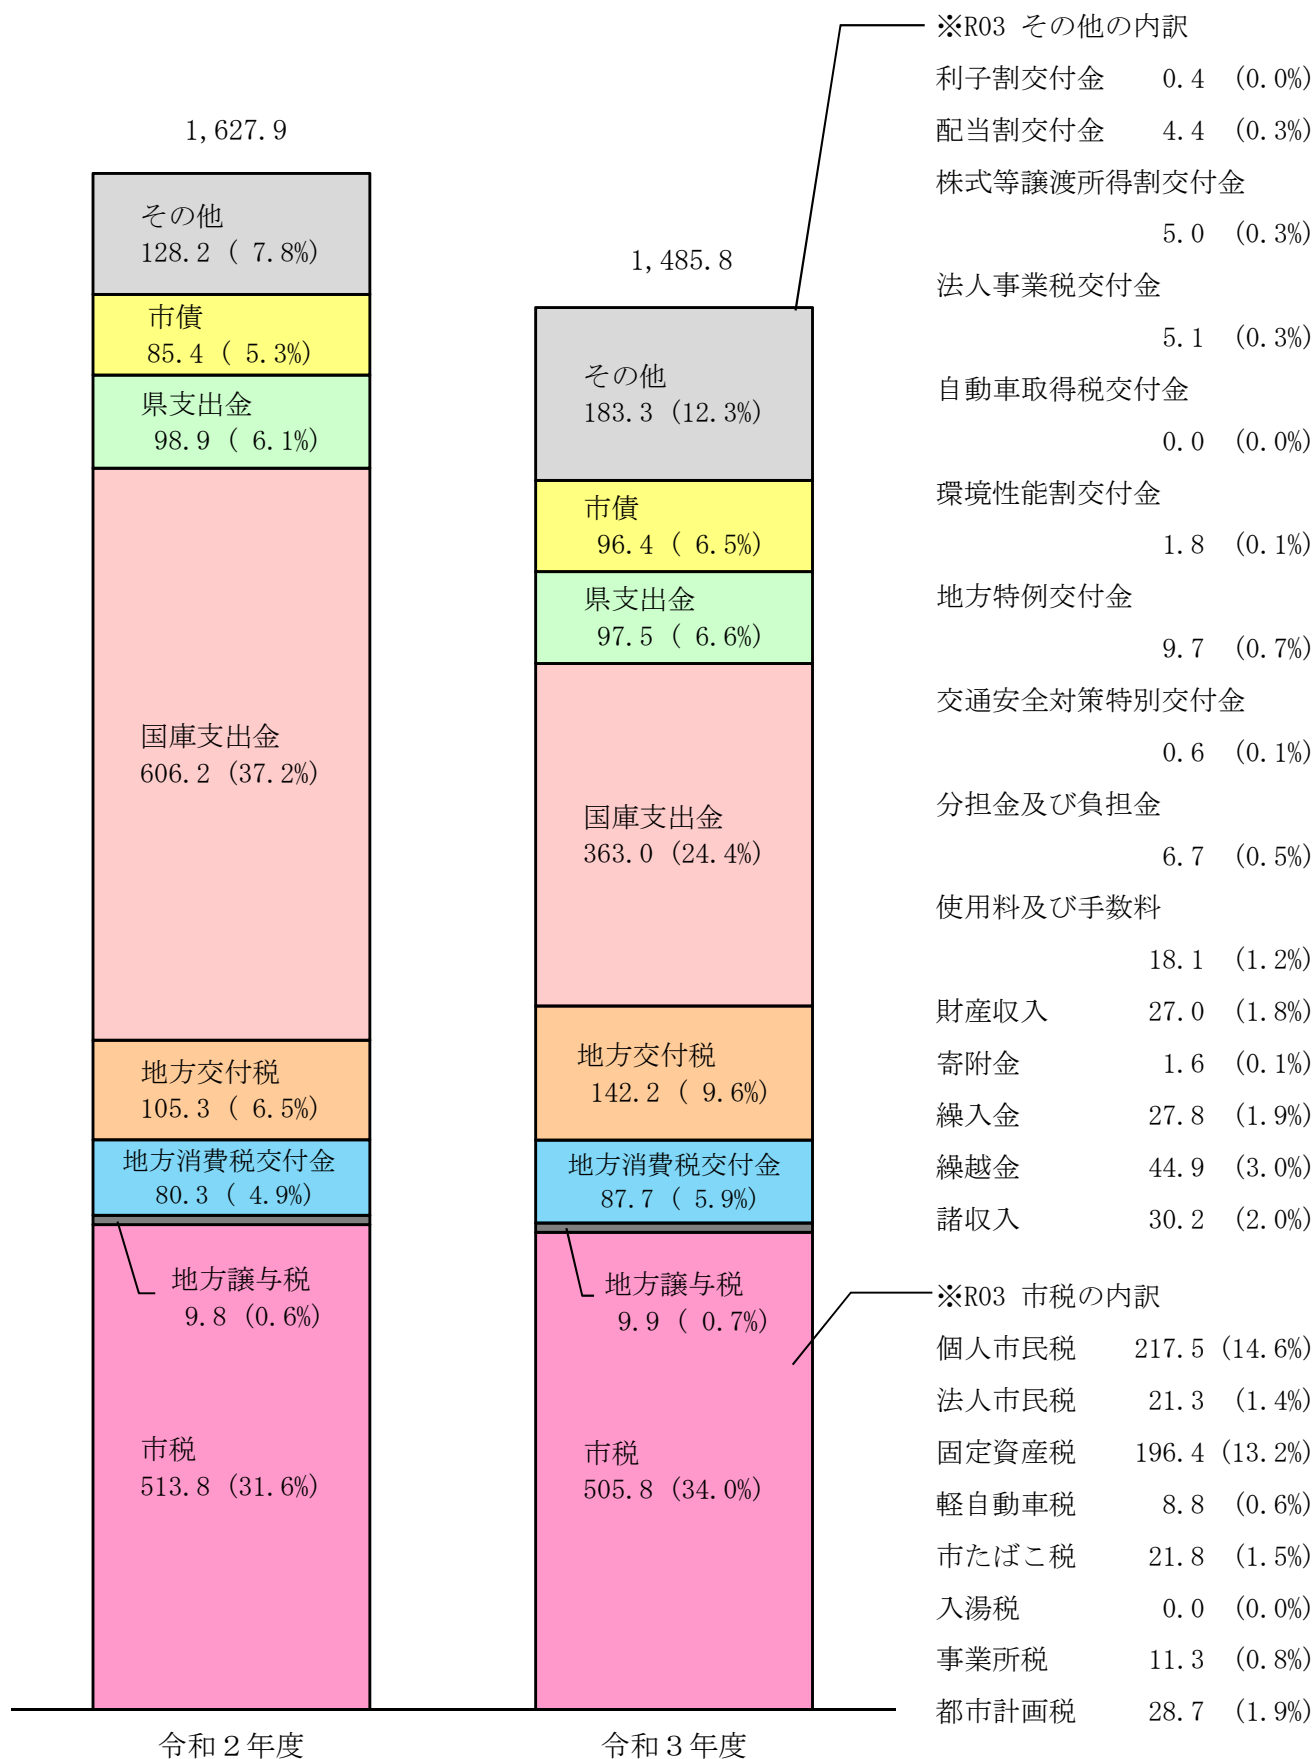 1,627.9
その他
128.2 ( 7.8%)
市債
85.4 ( 5.3%)
県支出金
98.9 ( 6.1%)
国庫支出金
606.2 (37.2%)
地方交付税
105.3 ( 6.5%)
地方消費税交付金
80.3 ( 4.9%)
地方譲与税
9.8 (0.6%)
市税
513.8 (31.6%)
令和２年度
1,485.8
その他
183.3 (12.3%)
市債
96.4 ( 6.5%)
県支出金
97.5 ( 6.6%)
国庫支出金
363.0 (24.4%)
地方交付税
142.2 ( 9.6%)
地方消費税交付金
87.7 ( 5.9%)
地方譲与税
9.9 ( 0.7%)
市税
505.8 (34.0%)
令和３年度
※R03 その他の内訳
利子割交付金 0.4 (0.0%)
配当割交付金 4.4 (0.3%)
株式等譲渡所得割交付金
5.0 (0.3%)
法人事業税交付金
5.1 (0.3%)
自動車取得税交付金
0.0 (0.0%)
環境性能割交付金
1.8 (0.1%)
地方特例交付金
9.7 (0.7%)
交通安全対策特別交付金
0.6 (0.1%)
分担金及び負担金
6.7 (0.5%)
使用料及び手数料
18.1 (1.2%)
財産収入 27.0 (1.8%)
寄附金 1.6 (0.1%)
繰入金 27.8 (1.9%)
繰越金 44.9 (3.0%)
諸収入 30.2 (2.0%)
※R03 市税の内訳
個人市民税 217.5 (14.6%)
法人市民税 21.3 (1.4%)
固定資産税 196.4 (13.2%)
軽自動車税 8.8 (0.6%)
市たばこ税 21.8 (1.5%)
入湯税 0.0 (0.0%)
事業所税 11.3 (0.8%)
都市計画税 28.7 (1.9%)